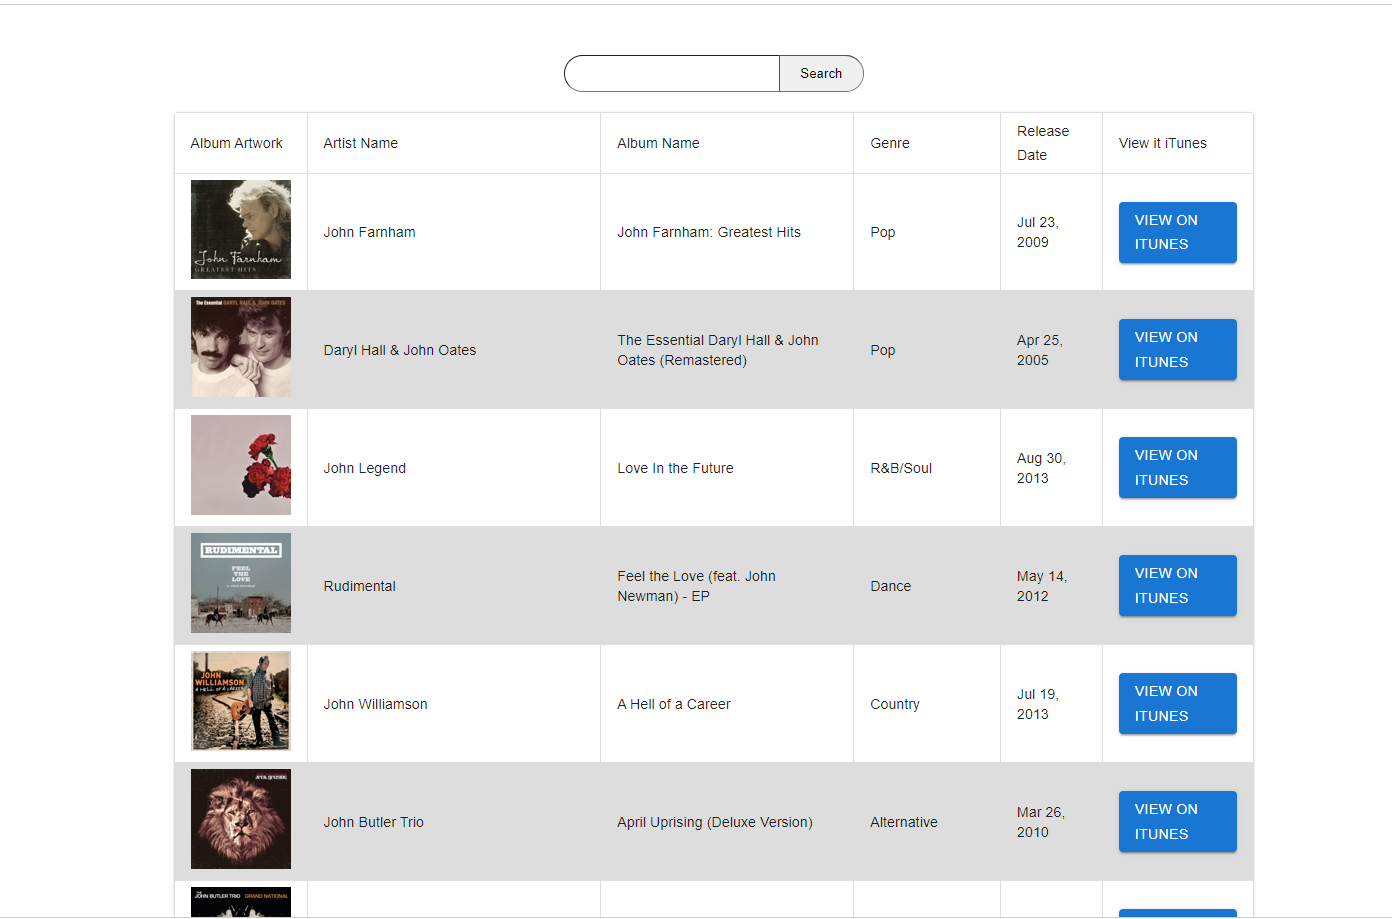 Search
Album Artwork
Artist Name
Album Name
Genre
Release
Date
View it iTunes
John Farnham
GREATEST HITS
John Farnham
John Farnham: Greatest Hits
Pop
Jul 23,
2009
VIEW ON
ITUNES
The Essential DARYL HALL & JOHN OATES
Daryl Hall & John Oates
The Essential Daryl Hall & John
Oates (Remastered)
Pop
Apr 25,
2005
VIEW ON
ITUNES
John Legend
Love In the Future
R&B/Soul
Aug 30,
2013
VIEW ON
ITUNES
RUDIMENTAL
FEEL
THE
LOVE
Rudimental
Feel the Love (feat. John
Newman) - EP
Dance
May 14,
2012
VIEW ON
ITUNES
JOHN
WILLIAMSON
A HELL OF A CAREER
John Williamson
A Hell of a Career
Country
Jul 19,
2013
VIEW ON
ITUNES
APRIL UPRISING
John Butler Trio
April Uprising (Deluxe Version)
Alternative
Mar 26,
2010
VIEW ON
ITUNES
THE
JOHN BUTLER TRIO GRAND NATIONAL